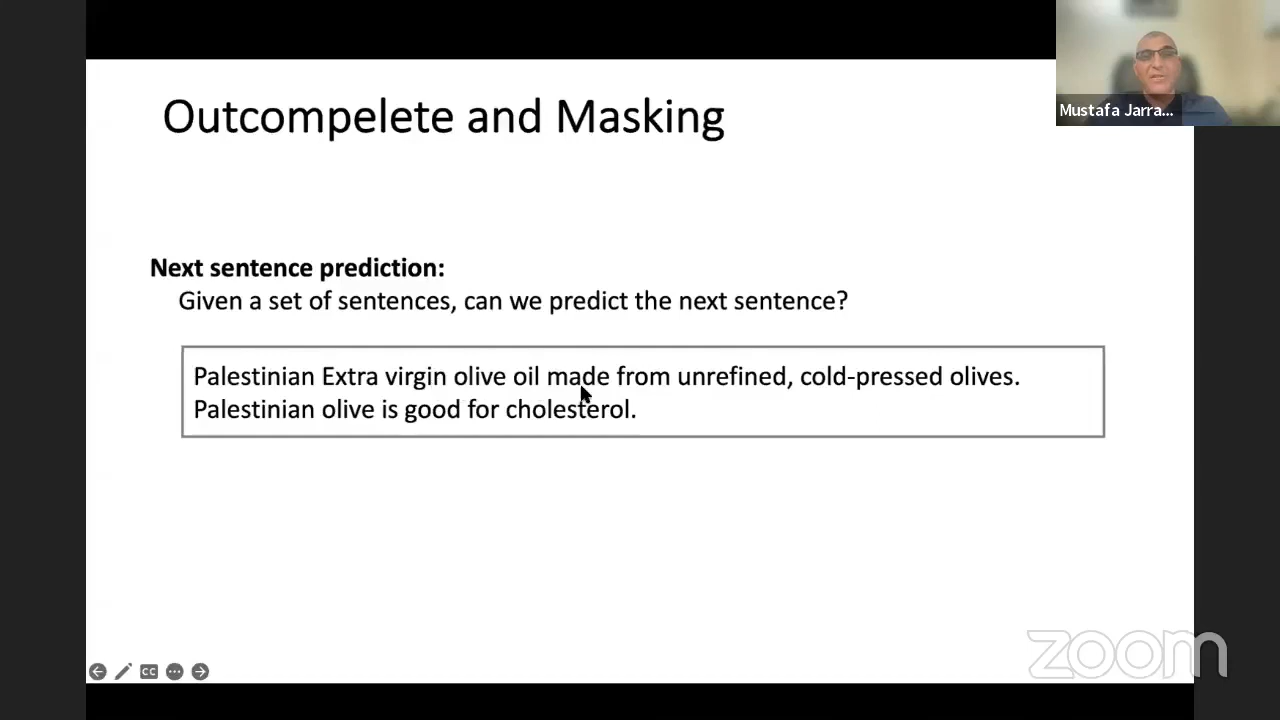 Outcompelete and Masking
Mustafa Jarra...
Next sentence prediction:
Given a set of sentences, can we predict the next sentence?
Palestinian Extra virgin olive oil made from unrefined, cold-pressed olives.
Palestinian olive is good for cholesterol.
CC
zoom